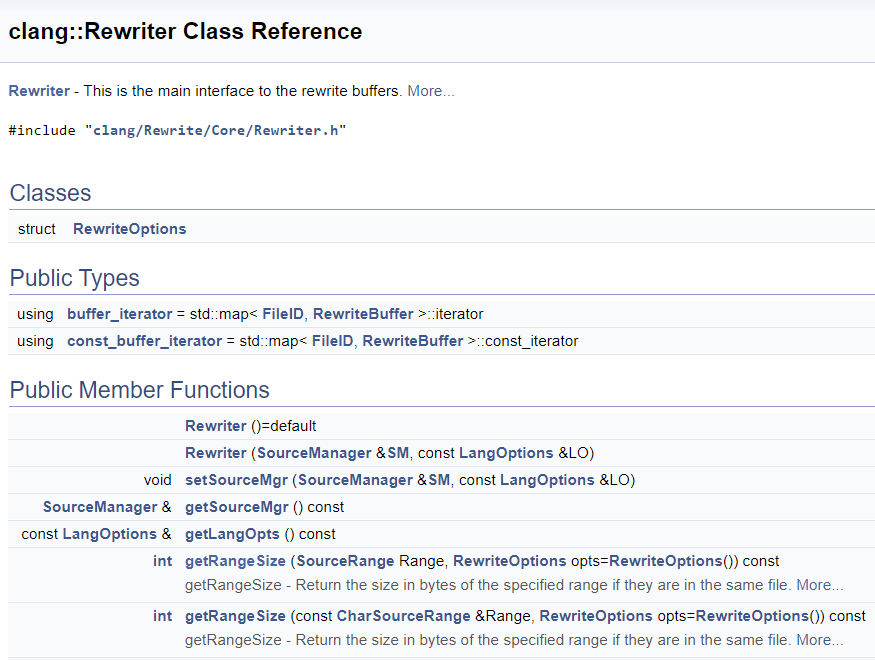 clang::Rewriter Class Reference
Rewriter - This is the main interface to the rewrite buffers. More...
#include "clang/Rewrite/Core/Rewriter.h"
Classes
struct RewriteOptions
Public Types
using buffer_iterator = std::map< FileID, RewriteBuffer >::iterator
using const_buffer_iterator = std::map< FileID, RewriteBuffer >::const_iterator
Public Member Functions
Rewriter ()=default
Rewriter (SourceManager &SM, const LangOptions &LO)
void setSourceMgr (SourceManager &SM, const LangOptions &LO)
SourceManager & getSourceMgr () const
const LangOptions & getLangOpts () const
int getRangeSize (SourceRange Range, RewriteOptions opts=RewriteOptions()) const
getRangeSize - Return the size in bytes of the specified range if they are in the same file. More...
int getRangeSize (const CharSourceRange &Range, RewriteOptions opts=RewriteOptions()) const
getRangeSize - Return the size in bytes of the specified range if they are in the same file. More...